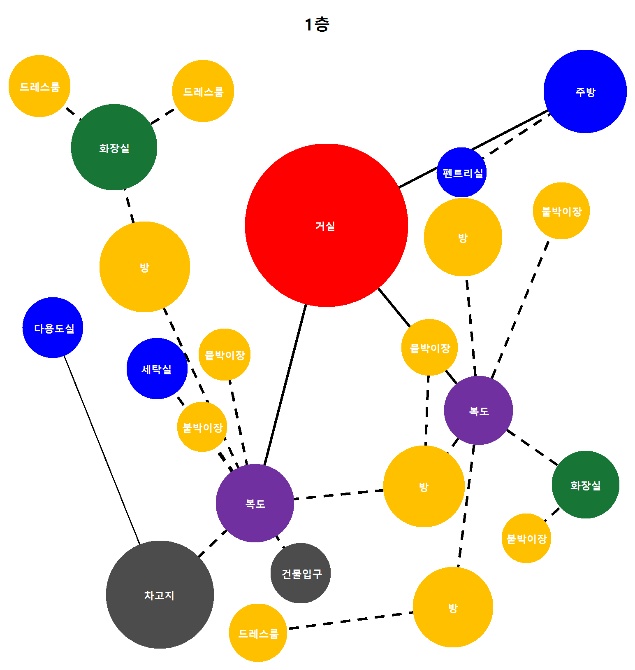 1층
드레스룸
드레스룸
주방
화장실
펜트리실
붙박이장
거실
방
방
다용도실
붙박이장
붙박이장
세탁실
복도
붙박이장
방
화장실
복도
붙박이장
건물입구
차고지
방
드레스룸